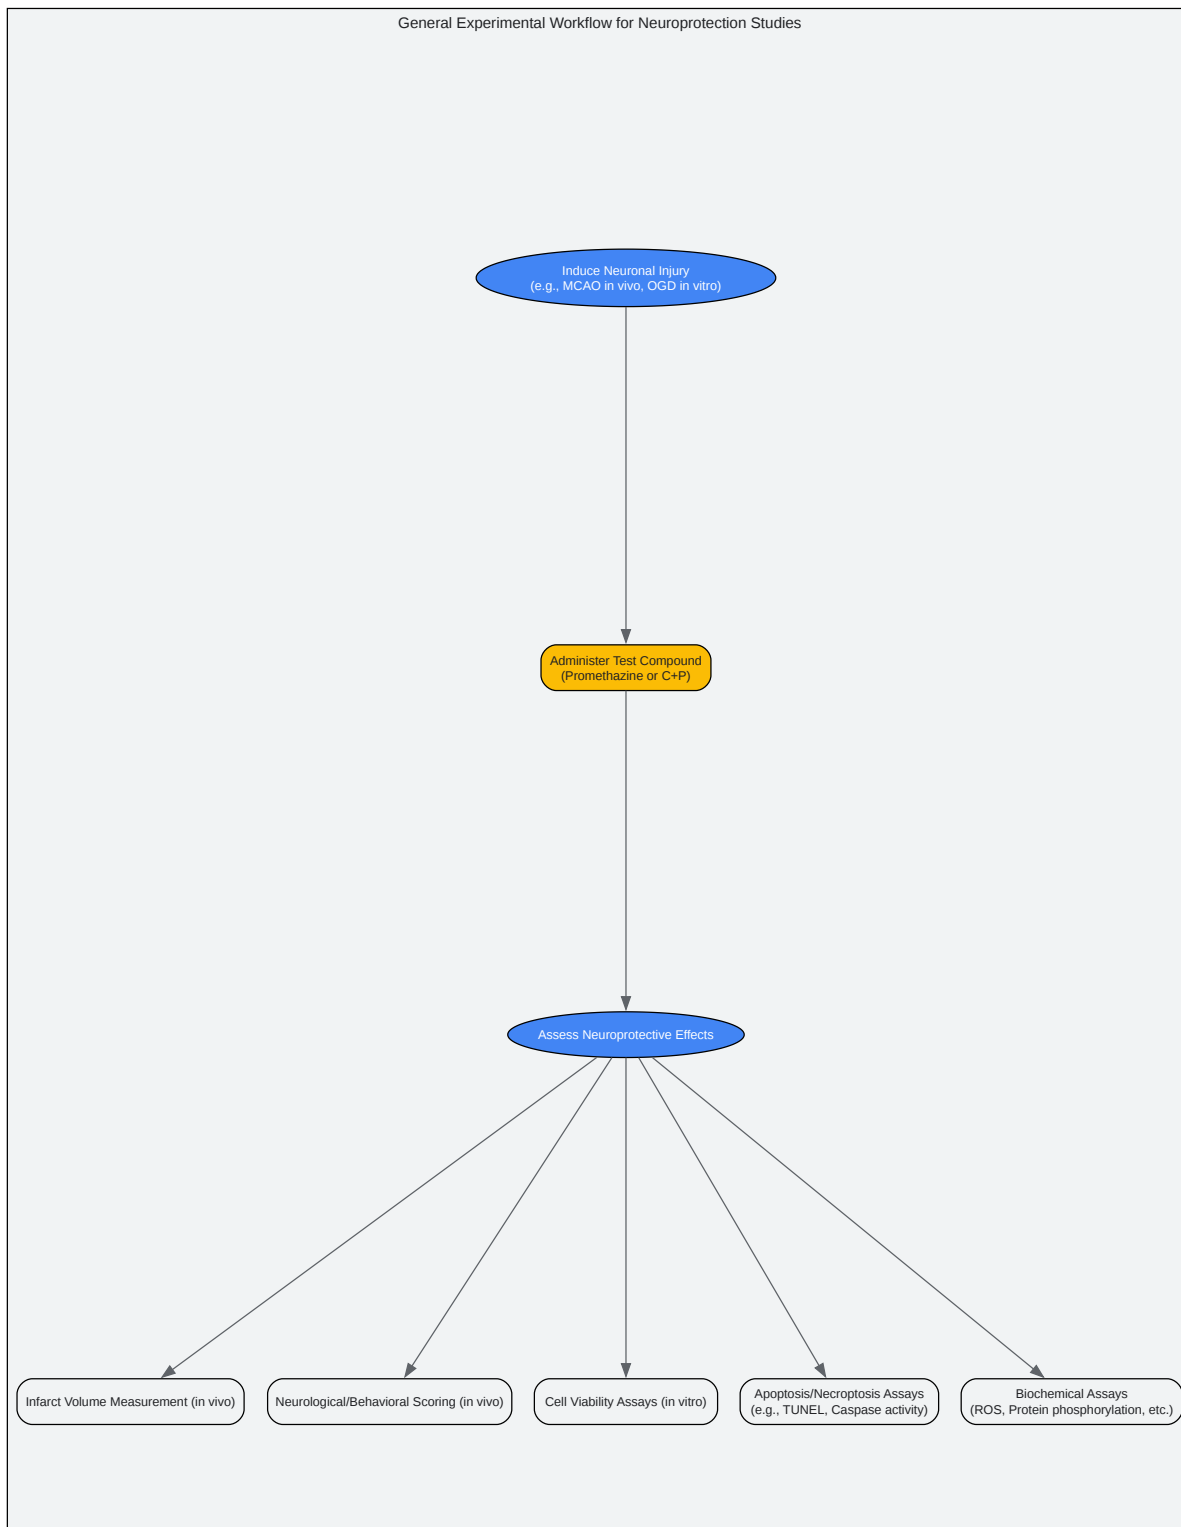 General Experimental Workflow for Neuroprotection Studies
Induce Neuronal Injury
(e.g., MCAO in vivo, OGD in vitro)
Administer Test Compound
(Promethazine or C+P)
Assess Neuroprotective Effects
Infarct Volume Measurement (in vivo)
Neurological/Behavioral Scoring (in vivo)
Cell Viability Assays (in vitro)
Apoptosis/Necroptosis Assays
(e.g., TUNEL, Caspase activity)
Biochemical Assays
(ROS, Protein phosphorylation, etc.)